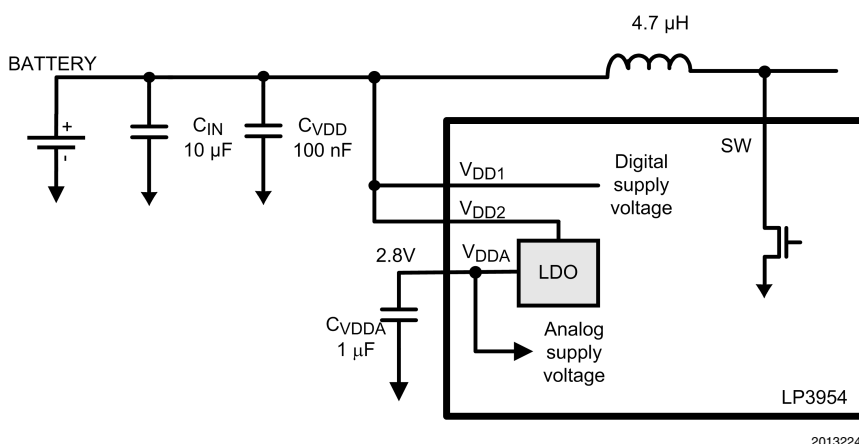 4.7 µH
BATTERY
+
-
C_IN
10 µF
C_VDD
100 nF
SW
V_DD1
Digital
supply
voltage
V_DD2
2.8V
V_DDA
LDO
C_VDDA
1 µF
Analog
supply
voltage
LP3954
2013224